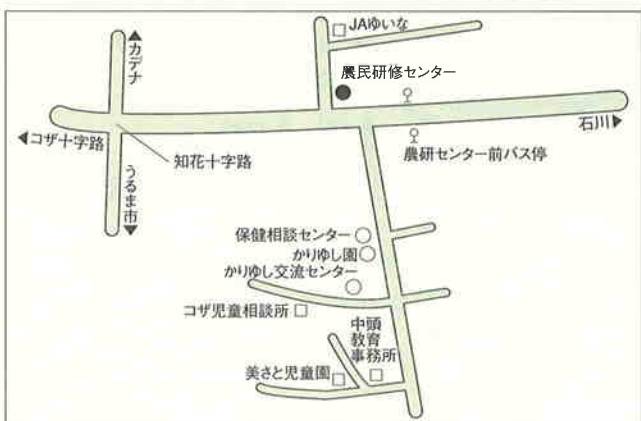 JAゆいな
▲カデナ
農民研修センター
石川▶
◀コザ十字路
知花十字路
農研センター前バス停
うるま市▼
保健相談センター
かりゆし園
かりゆし交流センター
コザ児童相談所
中頭
教育
事務所
美さと児童園